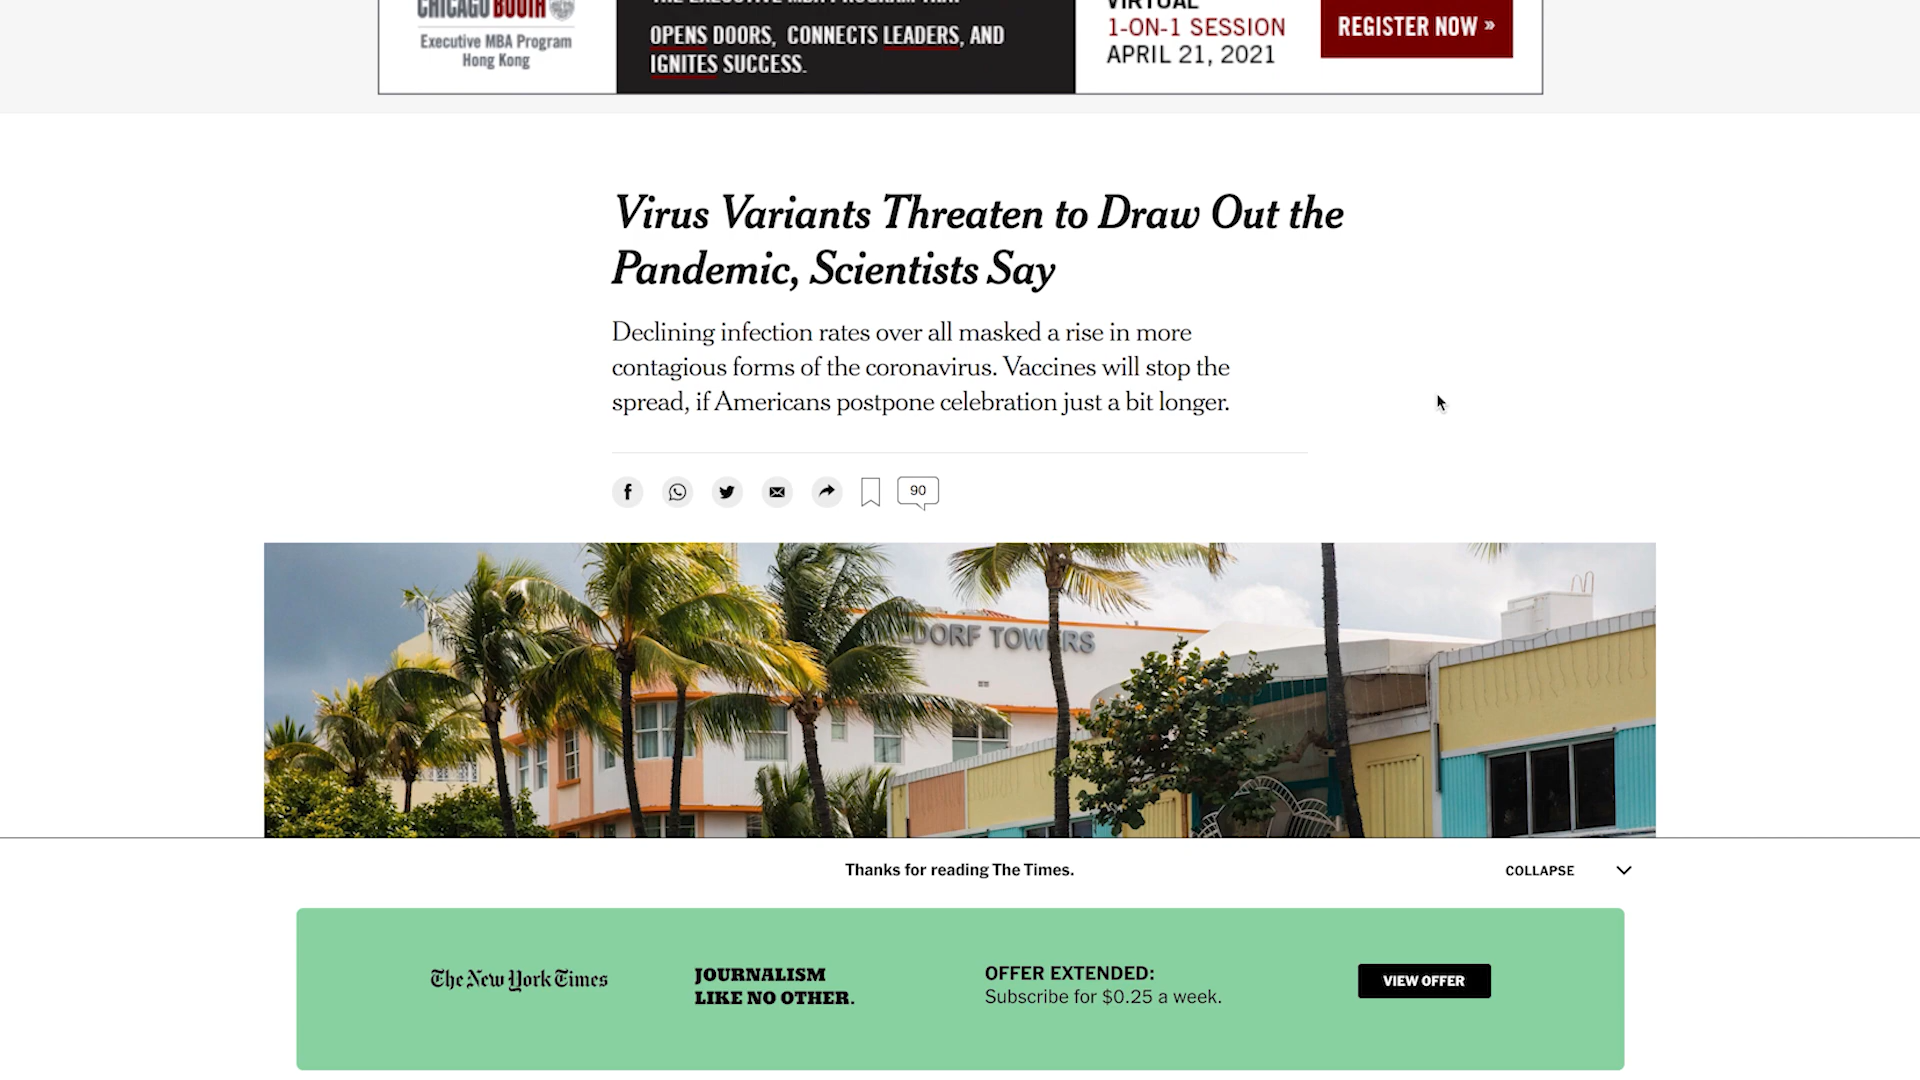 CHICAGO BOOTH
Executive MBA Program
Hong Kong
THE EXECUTIVE MBA PROGRAM THAT
OPENS DOORS, CONNECTS LEADERS, AND
IGNITES SUCCESS.
VIRTUAL
1-ON-1 SESSION
APRIL 21, 2021
REGISTER NOW »
Virus Variants Threaten to Draw Out the
Pandemic, Scientists Say
Declining infection rates over all masked a rise in more
contagious forms of the coronavirus. Vaccines will stop the
spread, if Americans postpone celebration just a bit longer.
90
DORF TOWERS
Thanks for reading The Times.
COLLAPSE
The New York Times
JOURNALISM
LIKE NO OTHER.
OFFER EXTENDED:
Subscribe for $0.25 a week.
VIEW OFFER